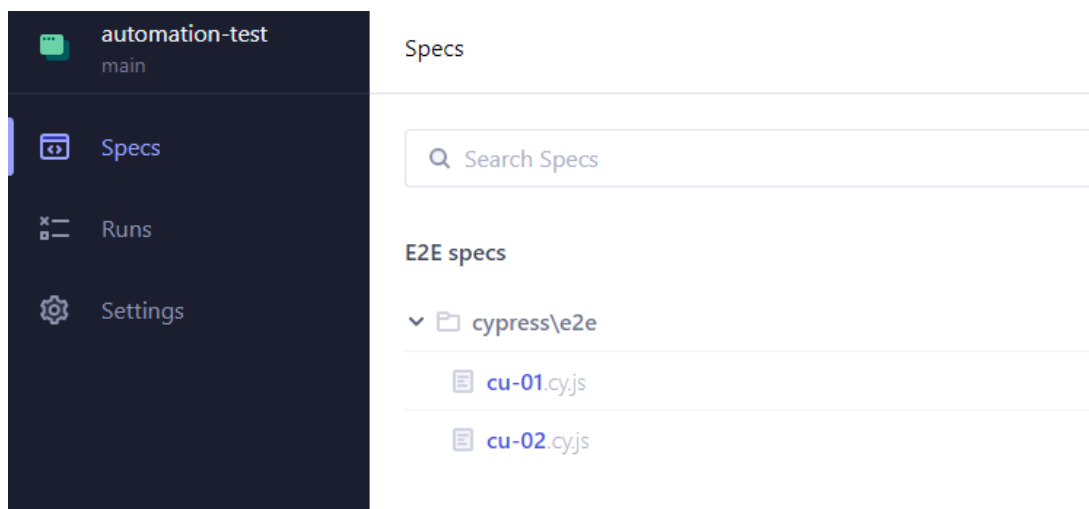 automation-test
main
Specs
Runs
Settings
Specs
Search Specs
E2E specs
cypress\e2e
cu-01.cy.js
cu-02.cy.js